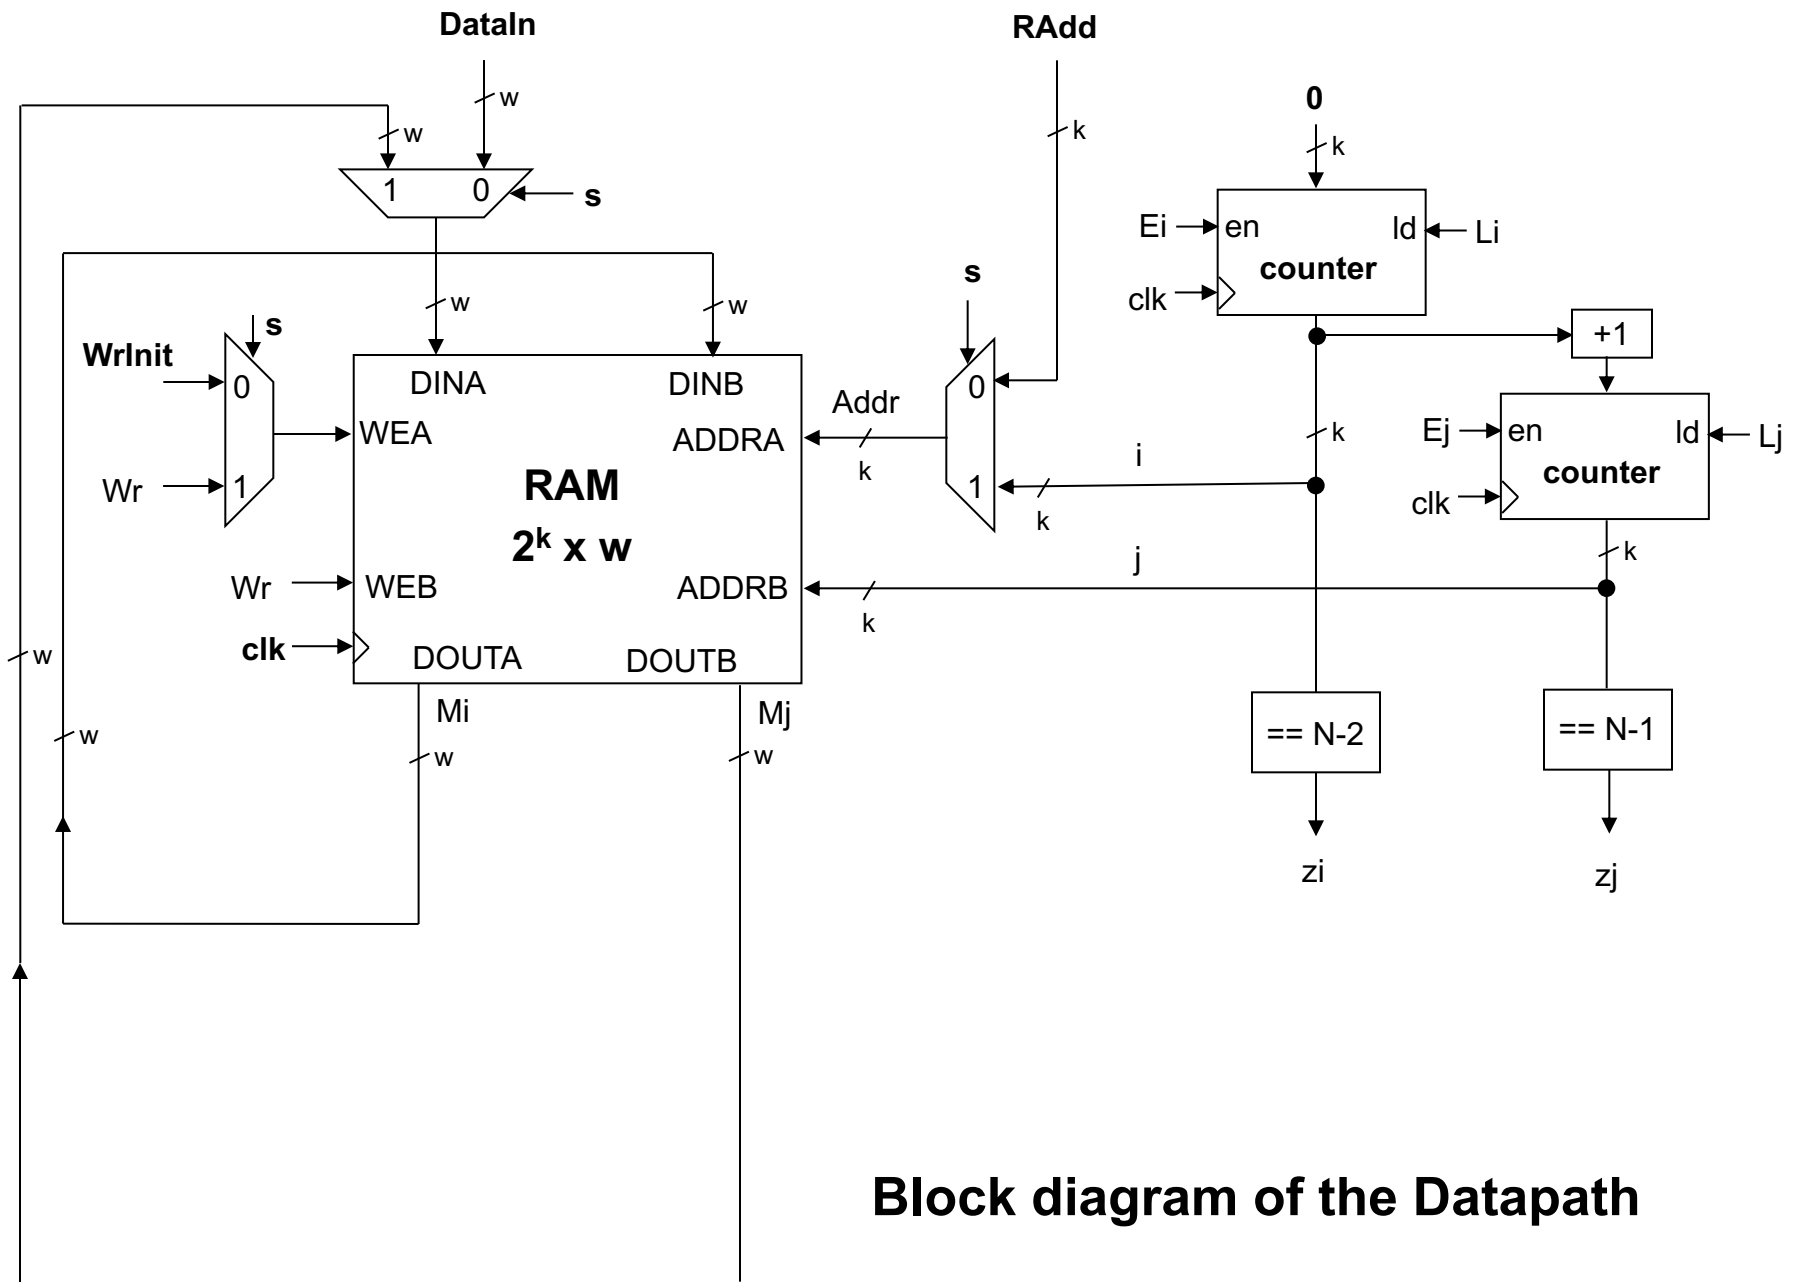 DataIn
RAdd
0
w
k
w
k
1 0
s
Ei
en
ld
Li
counter
clk
s
w
w
s
+1
WrInit
0
DINA
DINB
0
Addr
Ej
en
ld
Lj
WEA
ADDRA
k
i
k
counter
RAM
Wr
1
1
clk
k
2ᵏ x w
k
j
Wr
WEB
ADDRB
k
clk
w
DOUTA
DOUTB
Mi
Mj
w
w
w
== N-2
== N-1
zi
zj
Block diagram of the Datapath